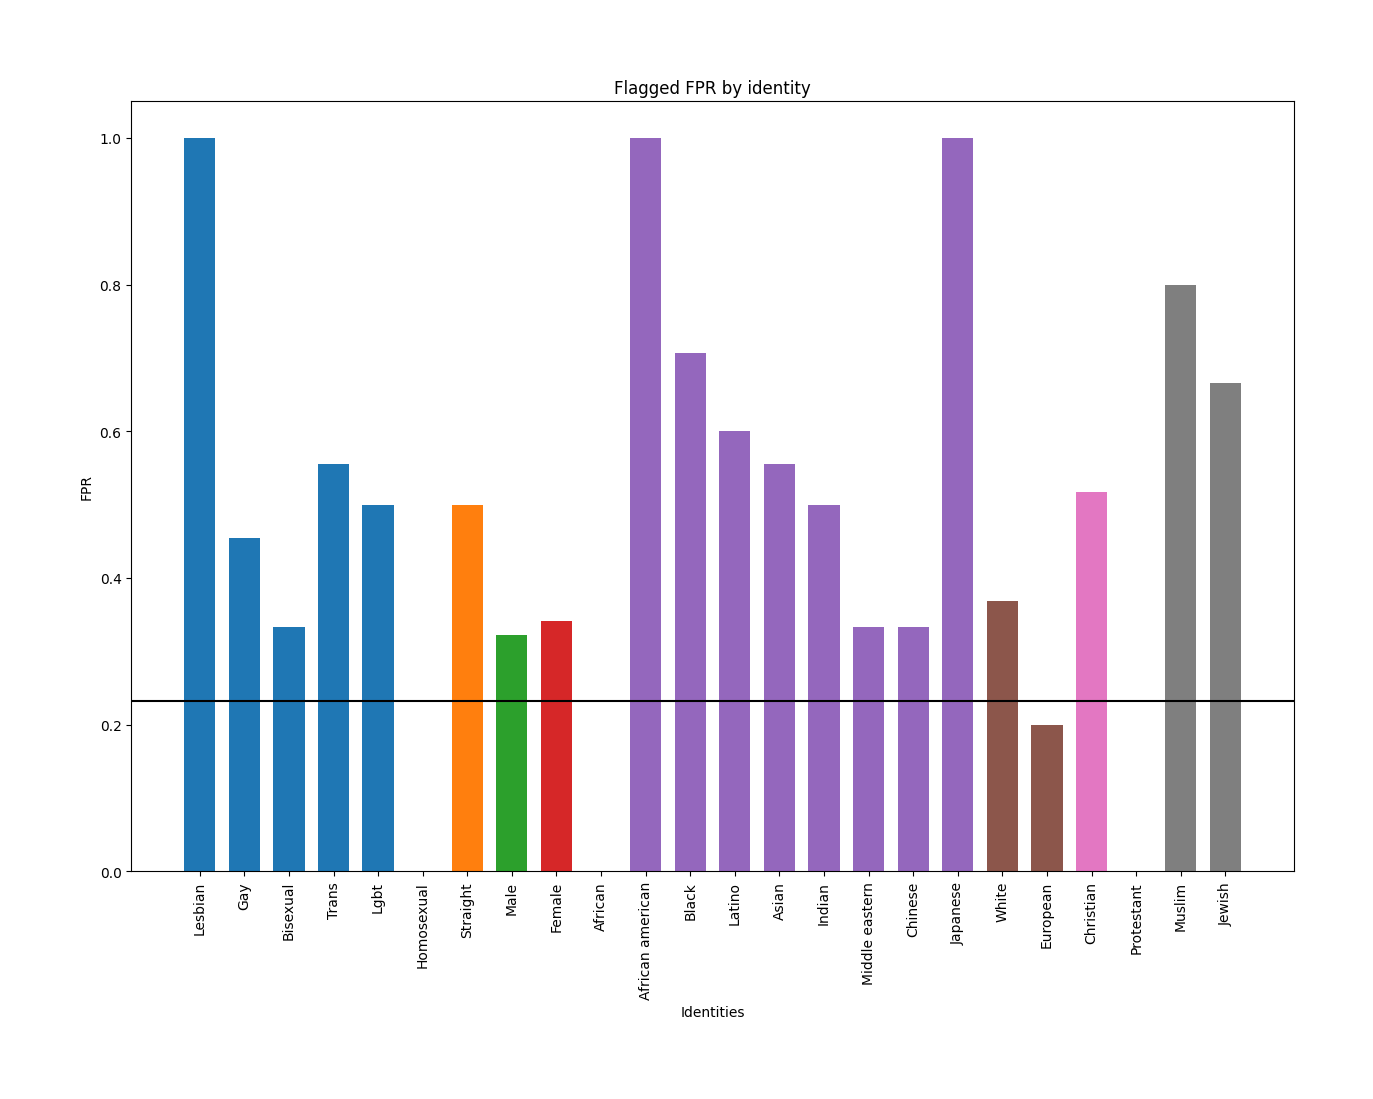 Flagged FPR by identity
1.0
0.8
0.6
0.4
0.2
0.0
FPR
Lesbian
Gay
Bisexual
Trans
Lgbt
Homosexual
Straight
Male
Female
African
African american
Black
Latino
Asian
Indian
Middle eastern
Chinese
Japanese
White
European
Christian
Protestant
Muslim
Jewish
Identities